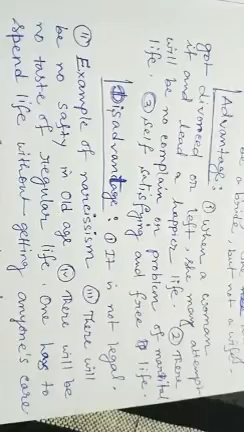 be a bride, but not a wife.
Advantage: ① When a woman
got divorced or left, she may attempt
it and lead a happier life. ② There
will be no complain or problem of marital
life. ③ self satisfying and free life.
Disadvantage: ① It is not legal.
② Example of narcissism ③ There will
be no safty in old age ④ There will be
no taste of regular life. One has to
spend life without getting anyone's care